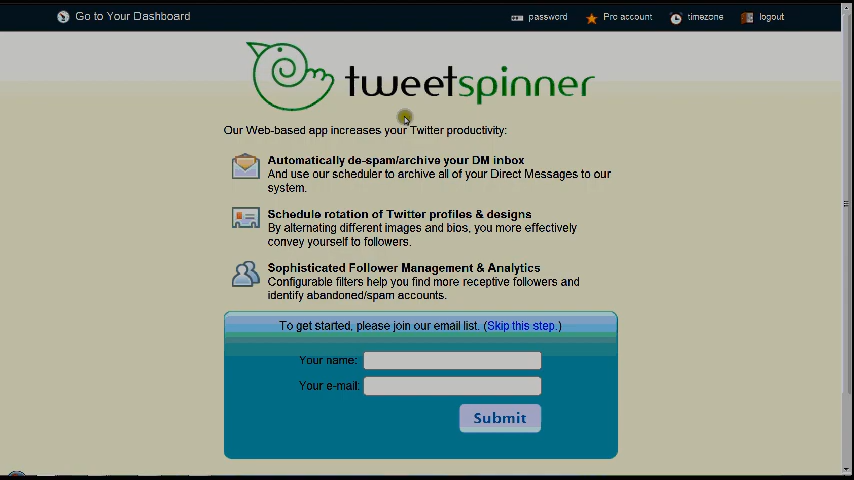 Go to Your Dashboard password Pro account timezone logout
tweetspinner
Our Web-based app increases your Twitter productivity:
Automatically de-spam/archive your DM inbox
And use our scheduler to archive all of your Direct Messages to our
system.
Schedule rotation of Twitter profiles & designs
By alternating different images and bios, you more effectively
convey yourself to followers.
Sophisticated Follower Management & Analytics
Configurable filters help you find more receptive followers and
identify abandoned/spam accounts.
To get started, please join our email list. (Skip this step.)
Your name:
Your e-mail:
Submit